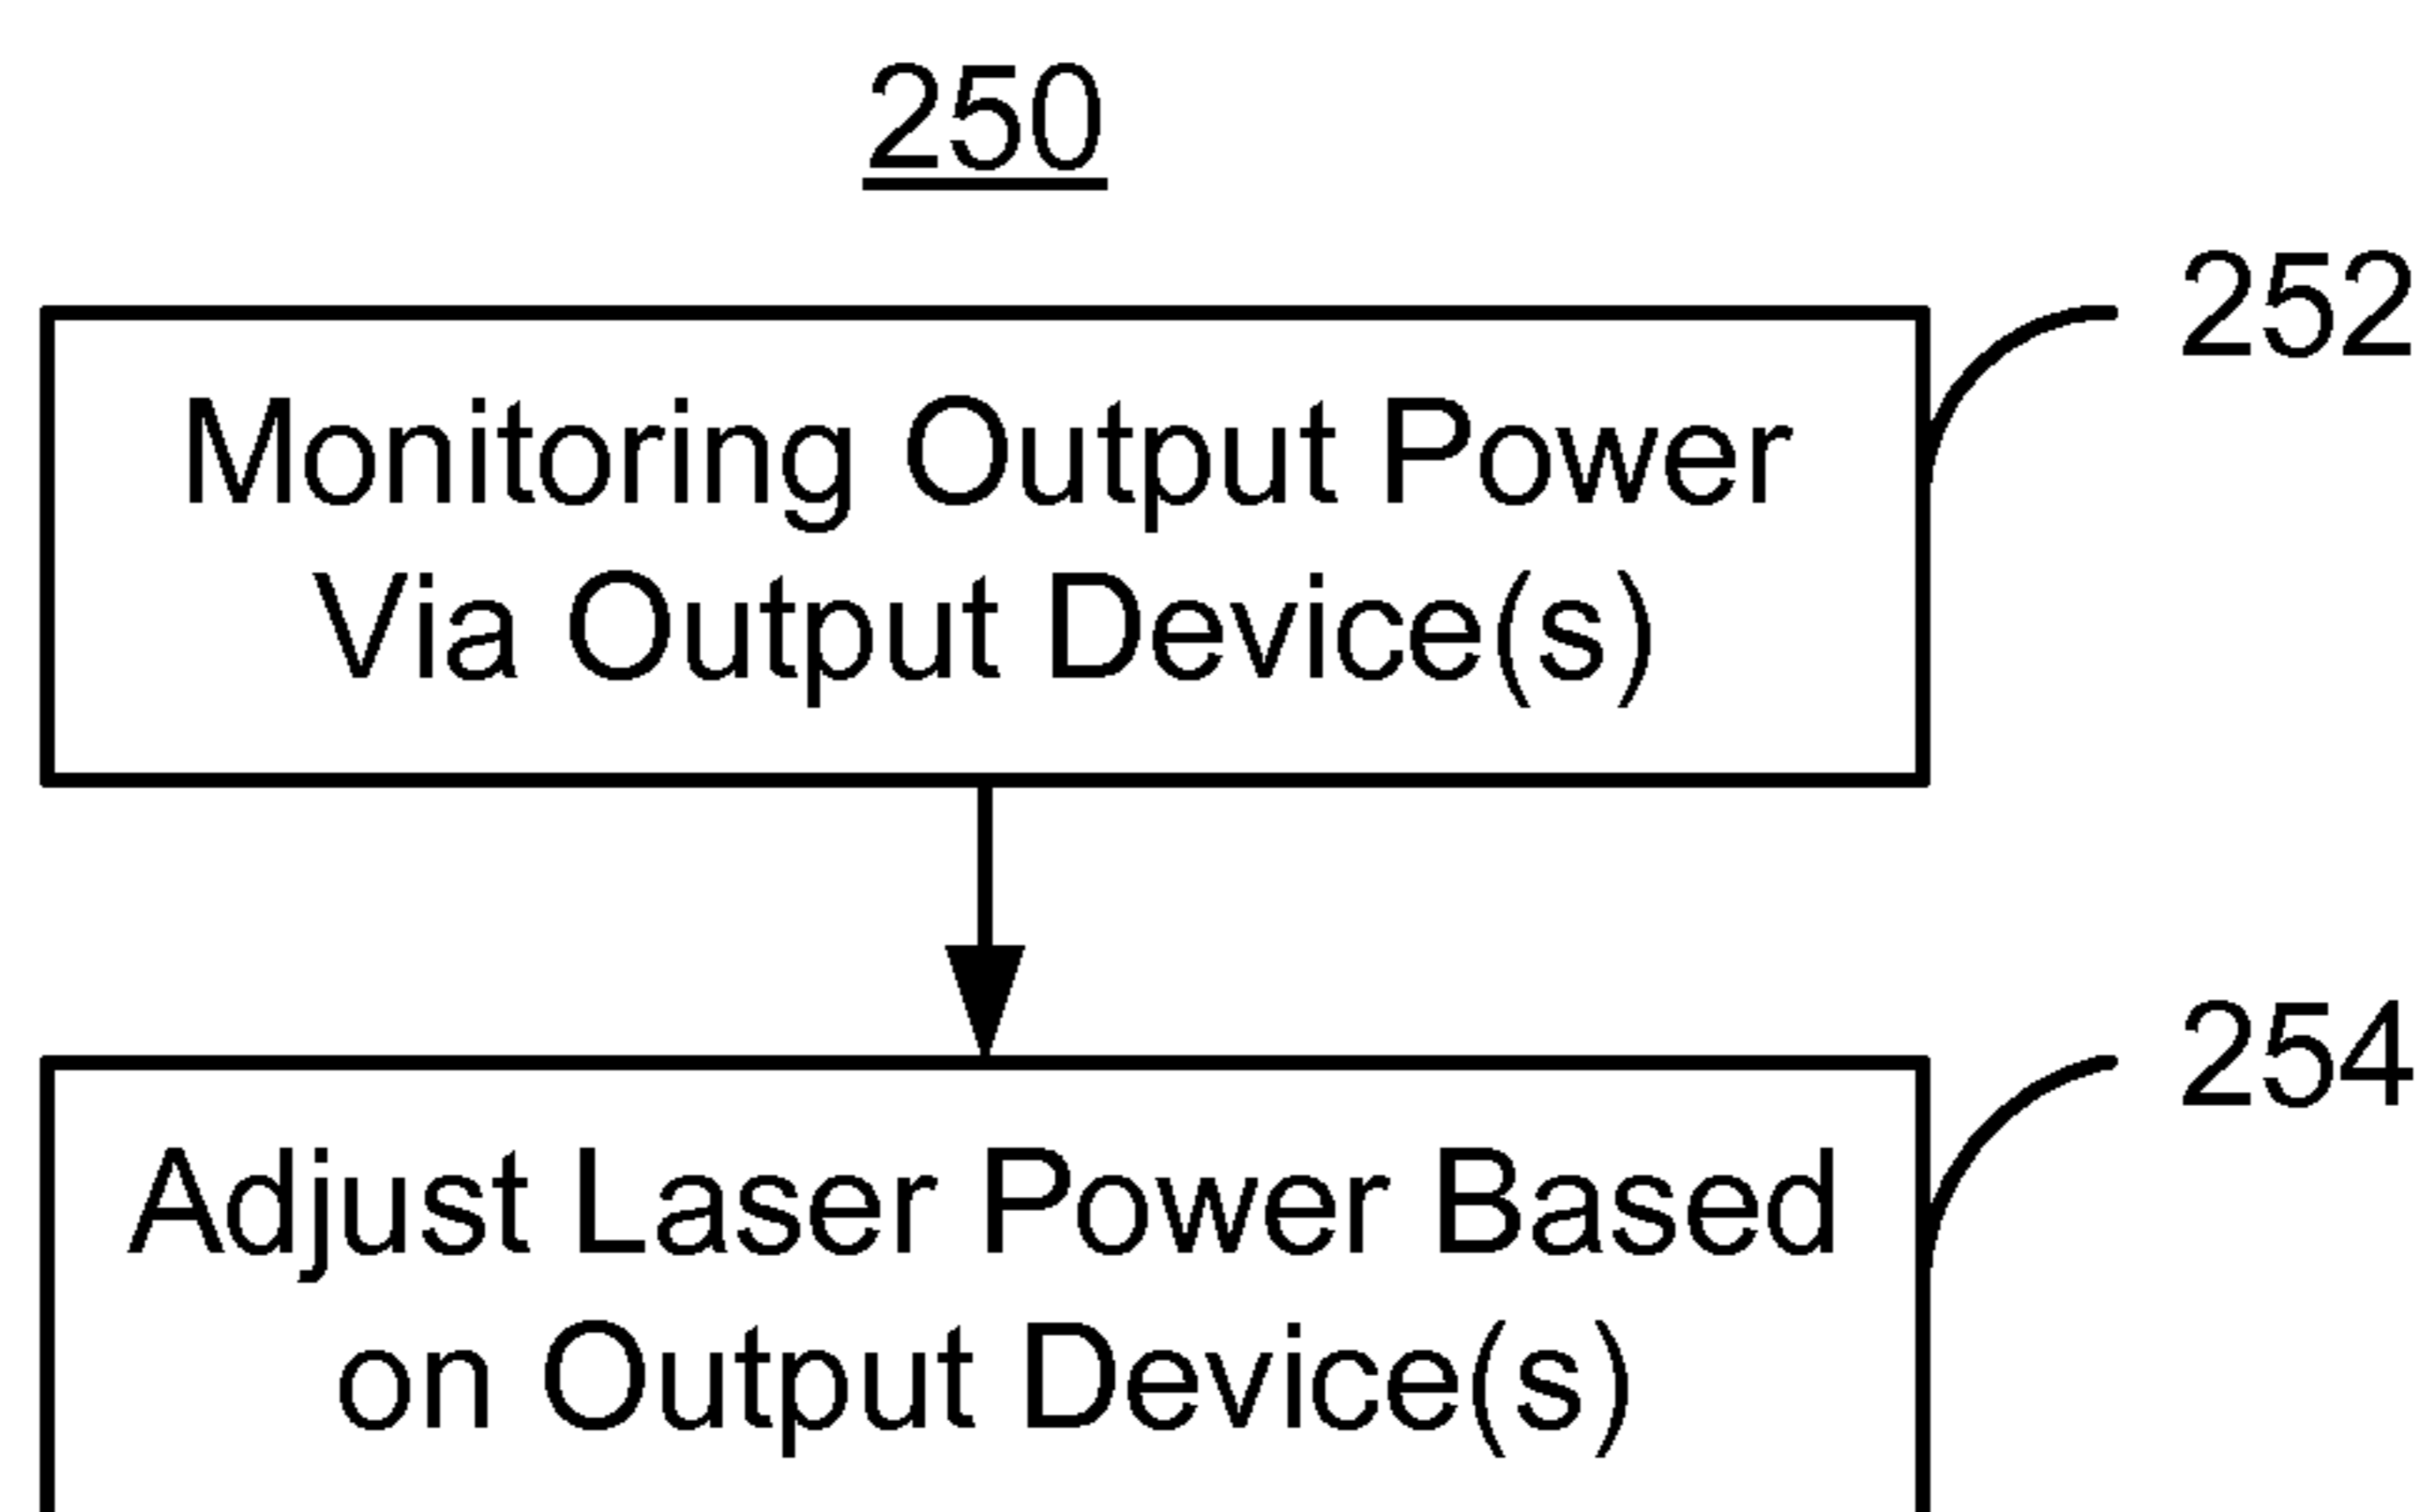 250
252
Monitoring Output Power
Via Output Device(s)
254
Adjust Laser Power Based
on Output Device(s)